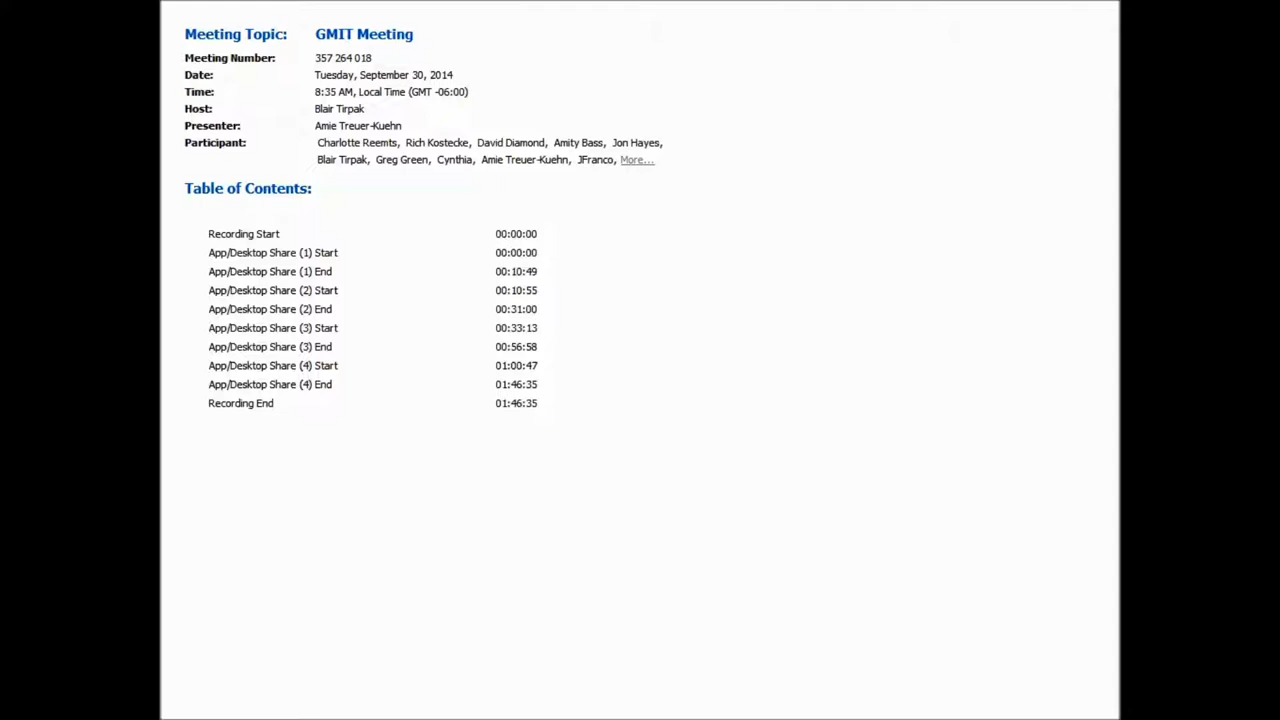 Meeting Topic: GMIT Meeting
Meeting Number: 357 264 018
Date: Tuesday, September 30, 2014
Time: 8:35 AM, Local Time (GMT -06:00)
Host: Blair Tirpak
Presenter: Amie Treuer-Kuehn
Participant: Charlotte Reemts, Rich Kostecke, David Diamond, Amity Bass, Jon Hayes,
Blair Tirpak, Greg Green, Cynthia, Amie Treuer-Kuehn, JFranco, More...
Table of Contents:
Recording Start 00:00:00
App/Desktop Share (1) Start 00:00:00
App/Desktop Share (1) End 00:10:49
App/Desktop Share (2) Start 00:10:55
App/Desktop Share (2) End 00:31:00
App/Desktop Share (3) Start 00:33:13
App/Desktop Share (3) End 00:56:58
App/Desktop Share (4) Start 01:00:47
App/Desktop Share (4) End 01:46:35
Recording End 01:46:35